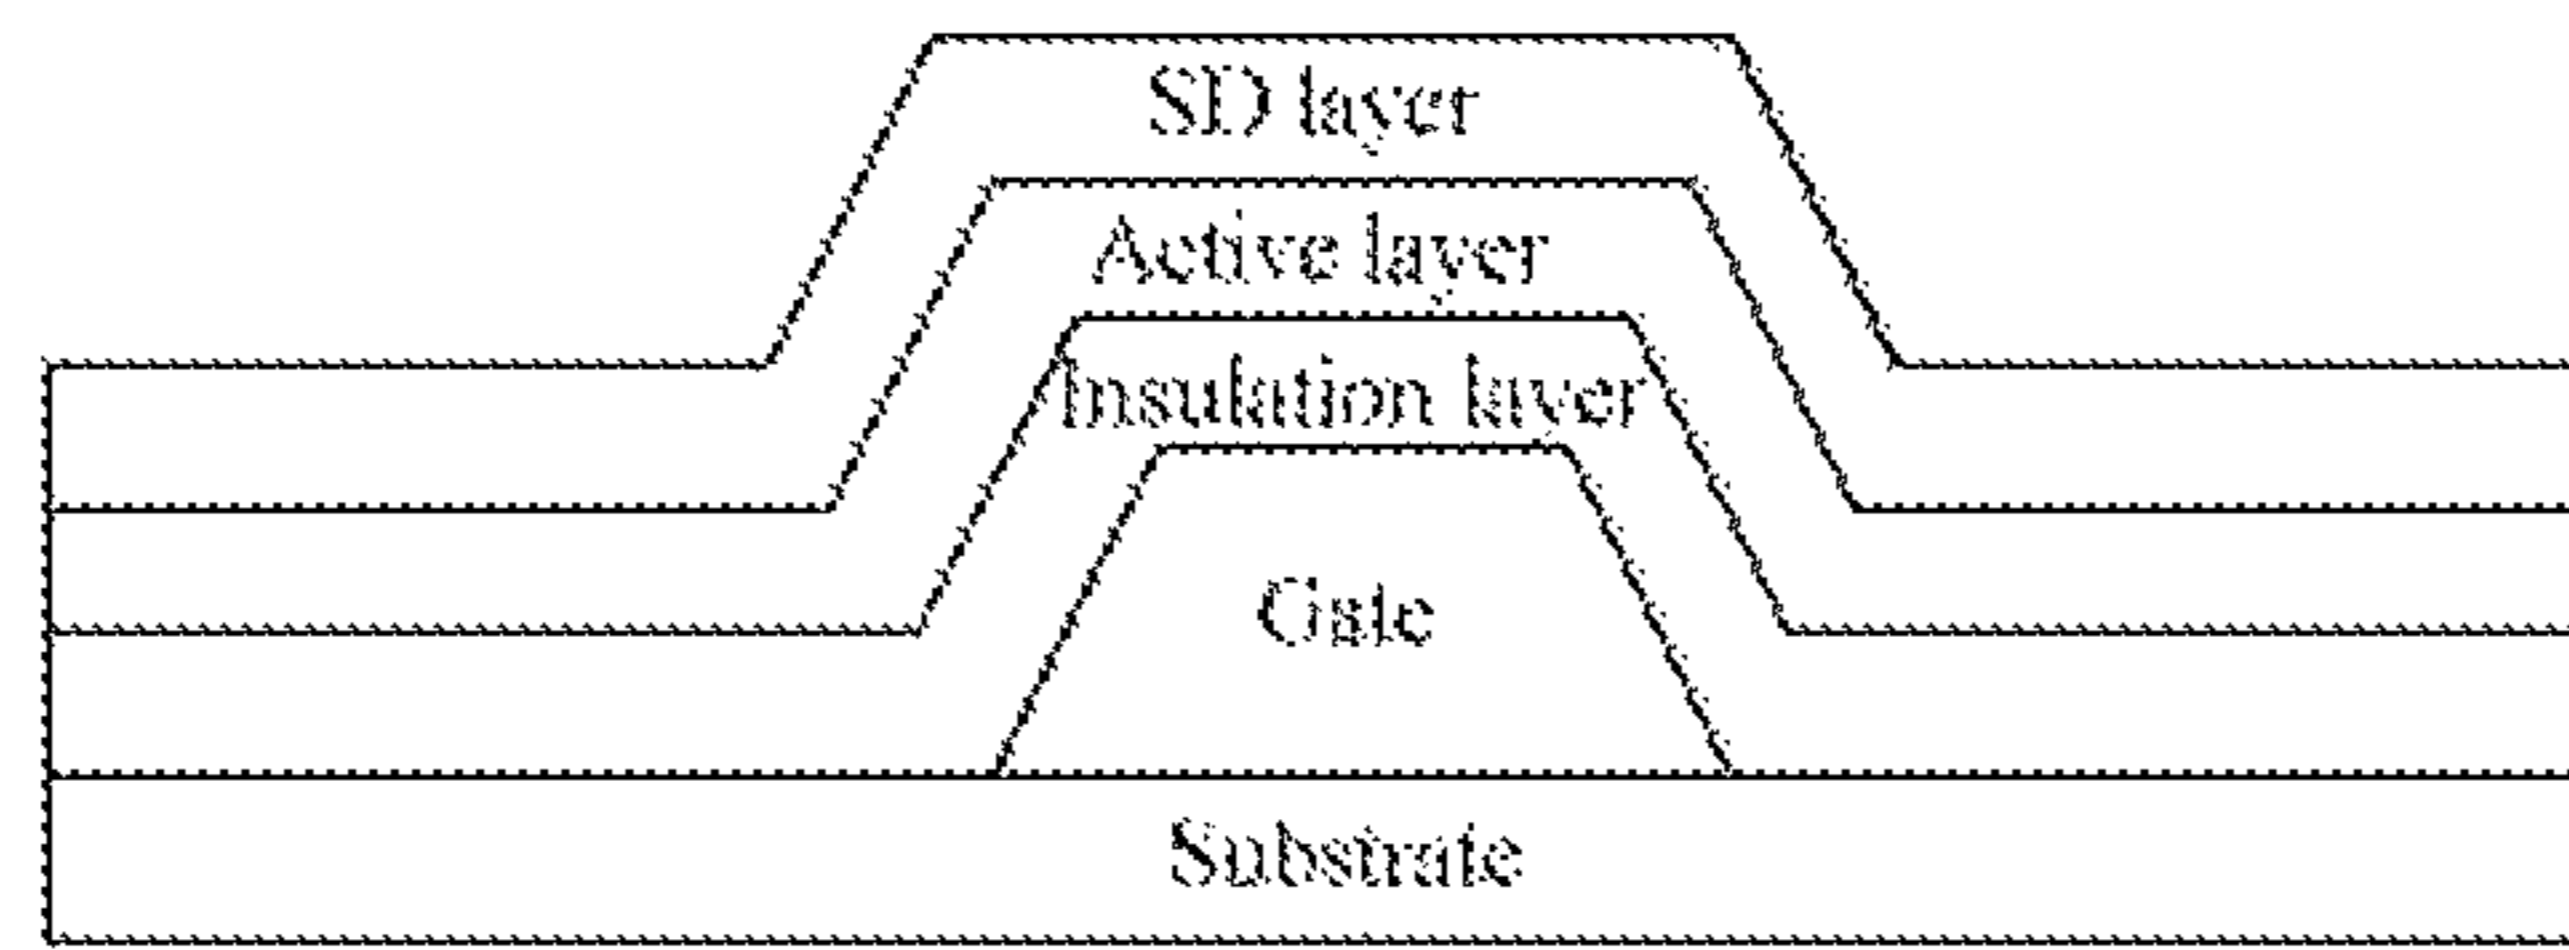 SD layer
Active layer
Insulation layer
Gate
Substrate